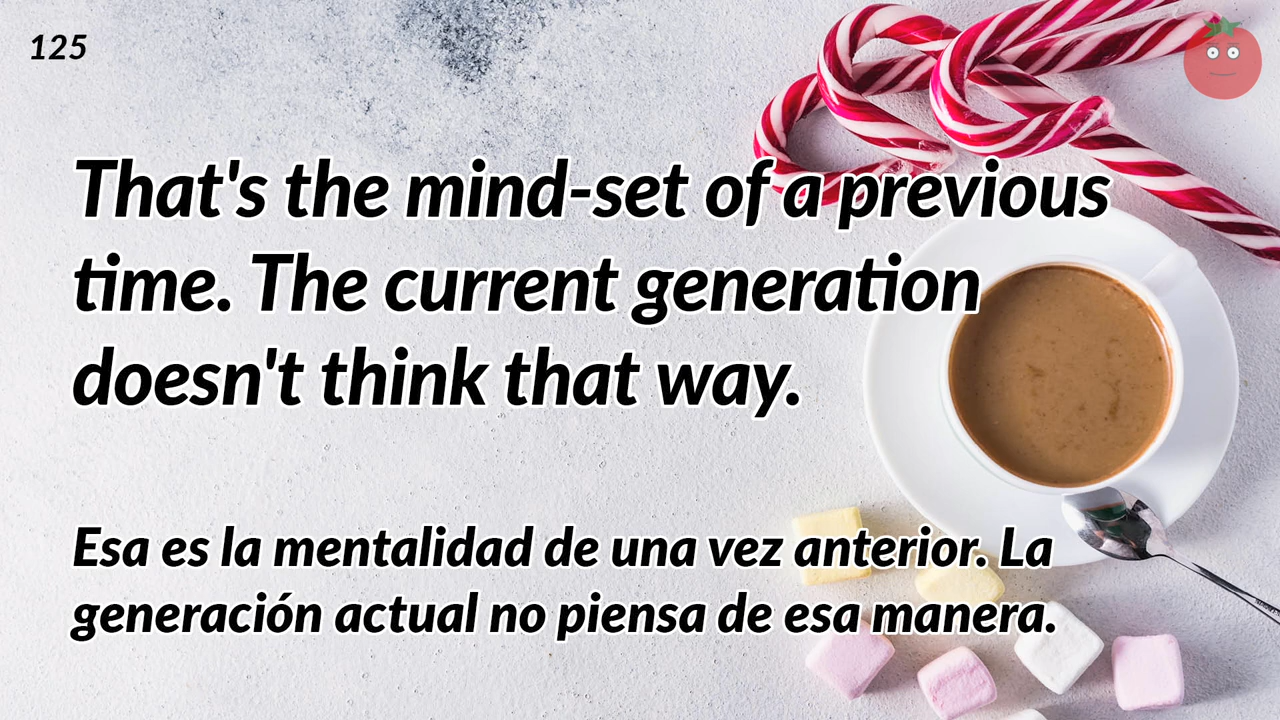 125
That's the mind-set of a previous
time. The current generation
doesn't think that way.
Esa es la mentalidad de una vez anterior. La
generación actual no piensa de esa manera.